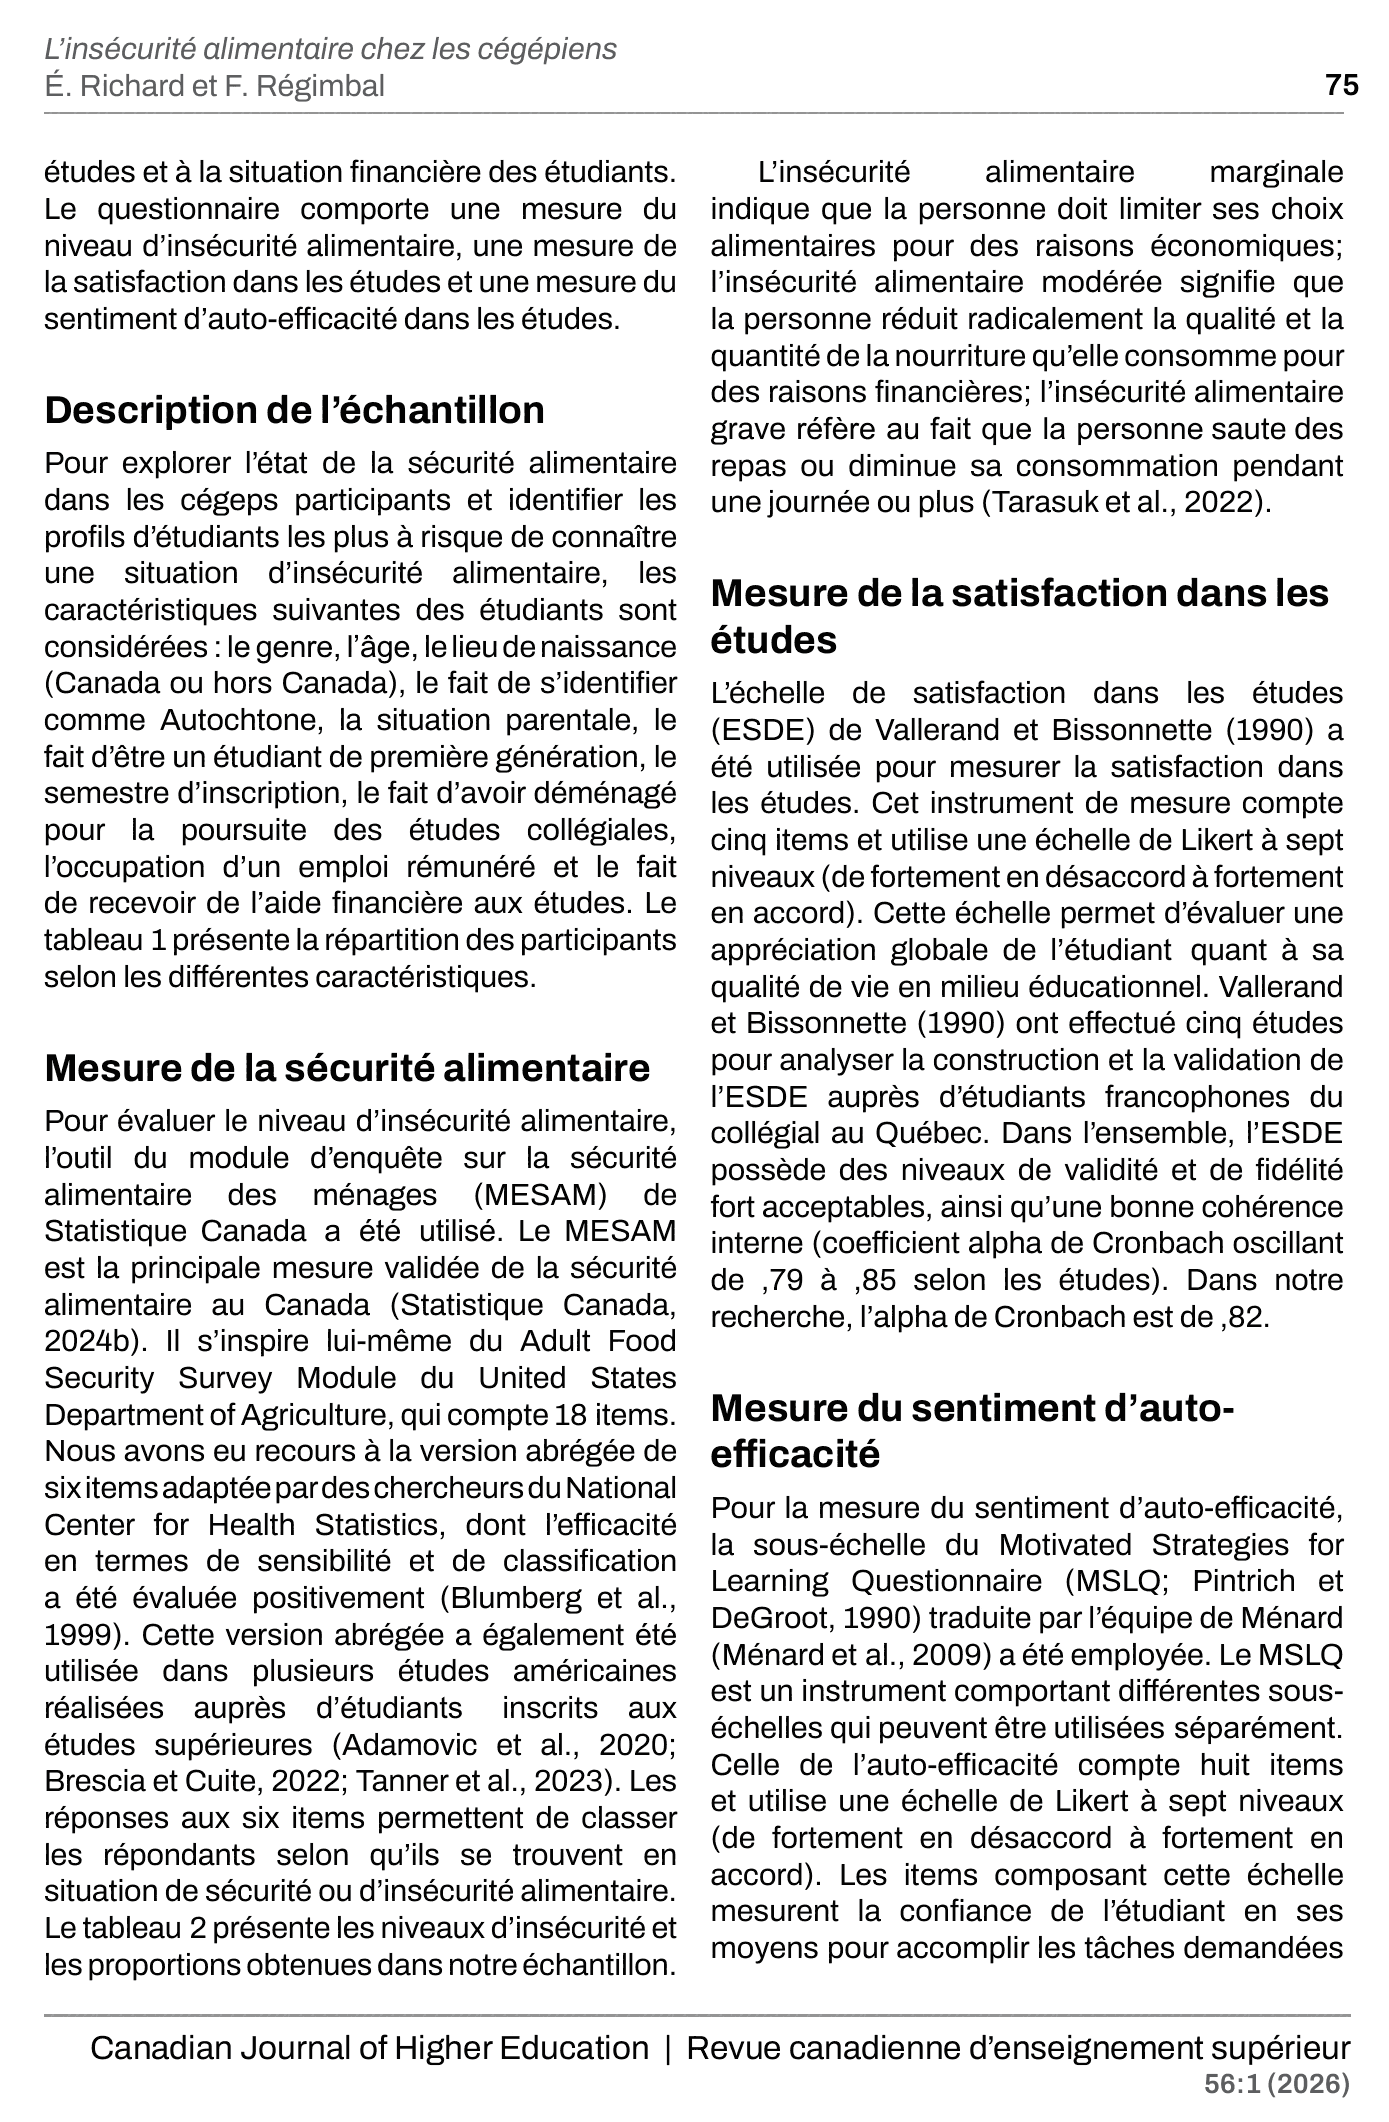 L’insécurité alimentaire chez les cégépiens
É. Richard et F. Régimbal
75
études et à la situation financière des étudiants.
Le questionnaire comporte une mesure du
niveau d’insécurité alimentaire, une mesure de
la satisfaction dans les études et une mesure du
sentiment d’auto-efficacité dans les études.
Description de l’échantillon
Pour explorer l’état de la sécurité alimentaire
dans les cégeps participants et identifier les
profils d’étudiants les plus à risque de connaître
une situation d’insécurité alimentaire, les
caractéristiques suivantes des étudiants sont
considérées : le genre, l’âge, le lieu de naissance
(Canada ou hors Canada), le fait de s’identifier
comme Autochtone, la situation parentale, le
fait d’être un étudiant de première génération, le
semestre d’inscription, le fait d’avoir déménagé
pour la poursuite des études collégiales,
l’occupation d’un emploi rémunéré et le fait
de recevoir de l’aide financière aux études. Le
tableau 1 présente la répartition des participants
selon les différentes caractéristiques.
Mesure de la sécurité alimentaire
Pour évaluer le niveau d’insécurité alimentaire,
l’outil du module d’enquête sur la sécurité
alimentaire des ménages (MESAM) de
Statistique Canada a été utilisé. Le MESAM
est la principale mesure validée de la sécurité
alimentaire au Canada (Statistique Canada,
2024b). Il s’inspire lui-même du Adult Food
Security Survey Module du United States
Department of Agriculture, qui compte 18 items.
Nous avons eu recours à la version abrégée de
six items adaptée par des chercheurs du National
Center for Health Statistics, dont l’efficacité
en termes de sensibilité et de classification
a été évaluée positivement (Blumberg et al.,
1999). Cette version abrégée a également été
utilisée dans plusieurs études américaines
réalisées auprès d’étudiants inscrits aux
études supérieures (Adamovic et al., 2020;
Brescia et Cuite, 2022; Tanner et al., 2023). Les
réponses aux six items permettent de classer
les répondants selon qu’ils se trouvent en
situation de sécurité ou d’insécurité alimentaire.
Le tableau 2 présente les niveaux d’insécurité et
les proportions obtenues dans notre échantillon.
L’insécurité alimentaire marginale
indique que la personne doit limiter ses choix
alimentaires pour des raisons économiques;
l’insécurité alimentaire modérée signifie que
la personne réduit radicalement la qualité et la
quantité de la nourriture qu’elle consomme pour
des raisons financières; l’insécurité alimentaire
grave réfère au fait que la personne saute des
repas ou diminue sa consommation pendant
une journée ou plus (Tarasuk et al., 2022).
Mesure de la satisfaction dans les
études
L’échelle de satisfaction dans les études
(ESDE) de Vallerand et Bissonnette (1990) a
été utilisée pour mesurer la satisfaction dans
les études. Cet instrument de mesure compte
cinq items et utilise une échelle de Likert à sept
niveaux (de fortement en désaccord à fortement
en accord). Cette échelle permet d’évaluer une
appréciation globale de l’étudiant quant à sa
qualité de vie en milieu éducationnel. Vallerand
et Bissonnette (1990) ont effectué cinq études
pour analyser la construction et la validation de
l’ESDE auprès d’étudiants francophones du
collégial au Québec. Dans l’ensemble, l’ESDE
possède des niveaux de validité et de fidélité
fort acceptables, ainsi qu’une bonne cohérence
interne (coefficient alpha de Cronbach oscillant
de ,79 à ,85 selon les études). Dans notre
recherche, l’alpha de Cronbach est de ,82.
Mesure du sentiment d’auto-
efficacité
Pour la mesure du sentiment d’auto-efficacité,
la sous-échelle du Motivated Strategies for
Learning Questionnaire (MSLQ; Pintrich et
DeGroot, 1990) traduite par l’équipe de Ménard
(Ménard et al., 2009) a été employée. Le MSLQ
est un instrument comportant différentes sous-
échelles qui peuvent être utilisées séparément.
Celle de l’auto-efficacité compte huit items
et utilise une échelle de Likert à sept niveaux
(de fortement en désaccord à fortement en
accord). Les items composant cette échelle
mesurent la confiance de l’étudiant en ses
moyens pour accomplir les tâches demandées
Canadian Journal of Higher Education | Revue canadienne d’enseignement supérieur
56:1 (2026)